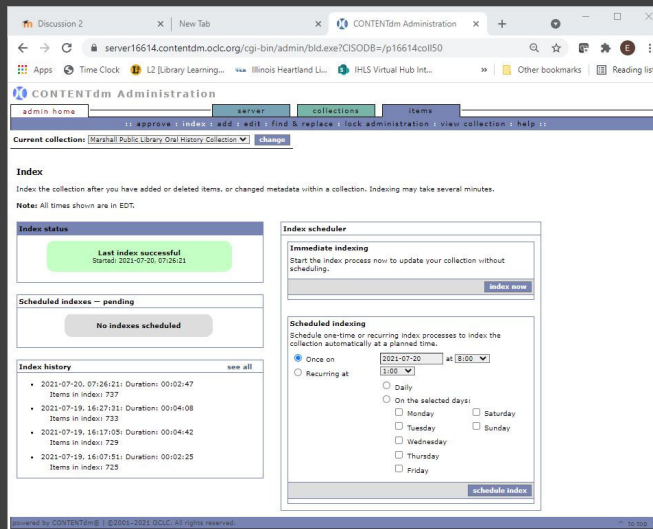 Discussion 2
New Tab
CONTENTdm Administration
server16614.contentdm.oclc.org/cgi-bin/admin/bld.exe?CISODB=/p16614coll50
E
Apps
Time Clock
L2 [Library Learning...
Illinois Heartland Li...
IHLS Virtual Hub Int...
»
Other bookmarks
Reading list
CONTENTdm Administration
admin home
server
collections
items
:: approve : index : add : edit : find & replace : lock administration : view collection : help ::
Current collection: Marshall Public Library Oral History Collection change
Index
Index the collection after you have added or deleted items, or changed metadata within a collection. Indexing may take several minutes.
Note: All times shown are in EDT.
Index status
Last index successful
Started: 2021-07-20, 07:26:21
Scheduled indexes — pending
No indexes scheduled
Index history see all
• 2021-07-20, 07:26:21: Duration: 00:02:47
Items in index: 737
• 2021-07-19, 16:27:31: Duration: 00:04:08
Items in index: 733
• 2021-07-19, 16:17:05: Duration: 00:04:42
Items in index: 729
• 2021-07-19, 16:07:51: Duration: 00:02:25
Items in index: 725
Index scheduler
Immediate indexing
Start the index process now to update your collection without
scheduling.
index now
Scheduled indexing
Schedule one-time or recurring index processes to index the
collection automatically at a planned time.
Once on 2021-07-20 at 8:00
Recurring at 1:00
Daily
On the selected days:
Monday Saturday
Tuesday Sunday
Wednesday
Thursday
Friday
schedule index
powered by CONTENTdm® | ©2001-2021 OCLC. All rights reserved.
^ to top